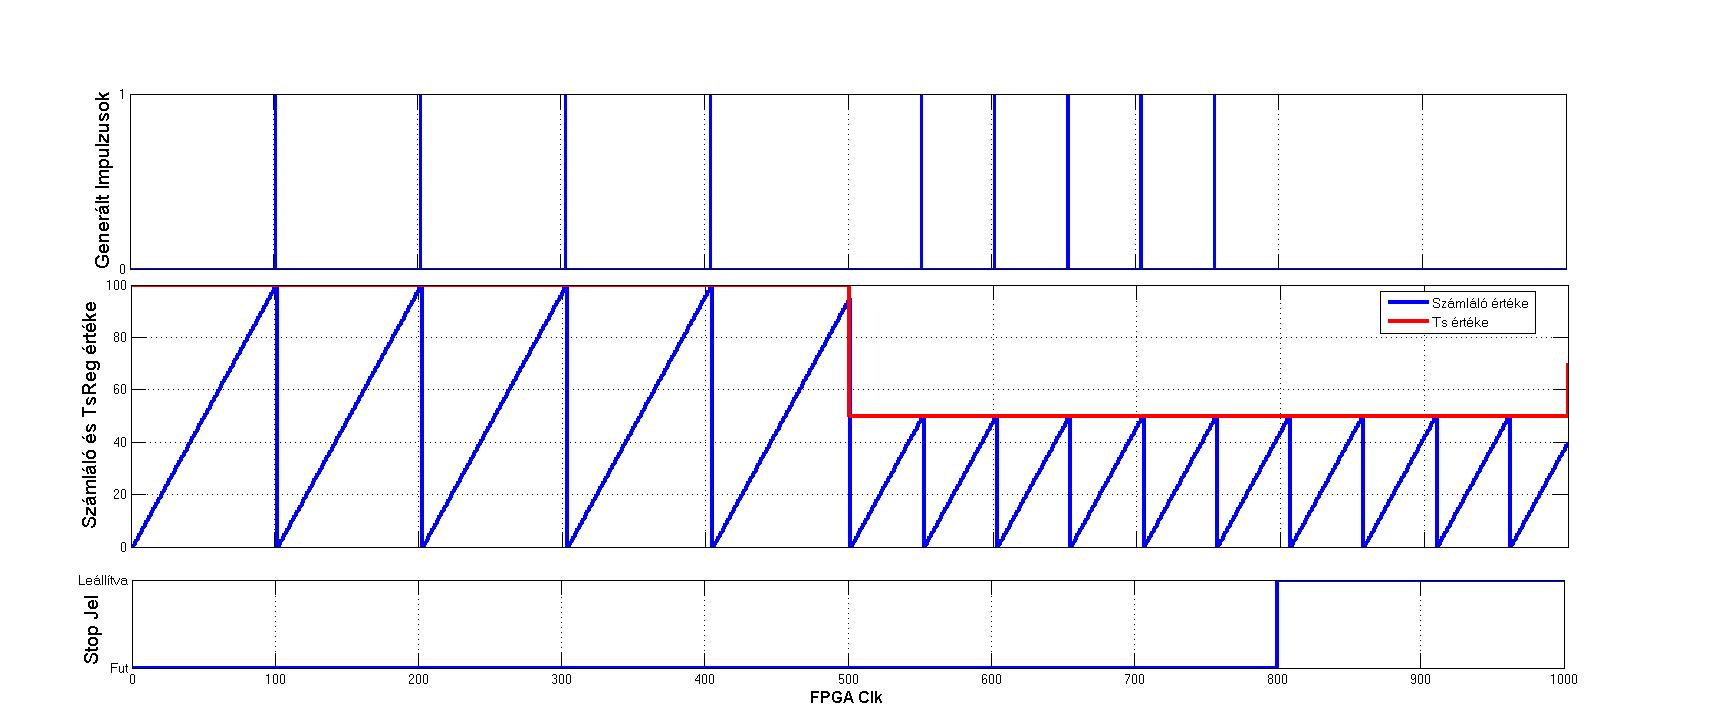 Generált Impulzusok
1
0
Számláló és TsReg értéke
100
80
60
40
20
0
Számláló értéke
Ts értéke
Stop Jel
Leállítva
Fut
0 100 200 300 400 500 600 700 800 900 1000
FPGA Clk